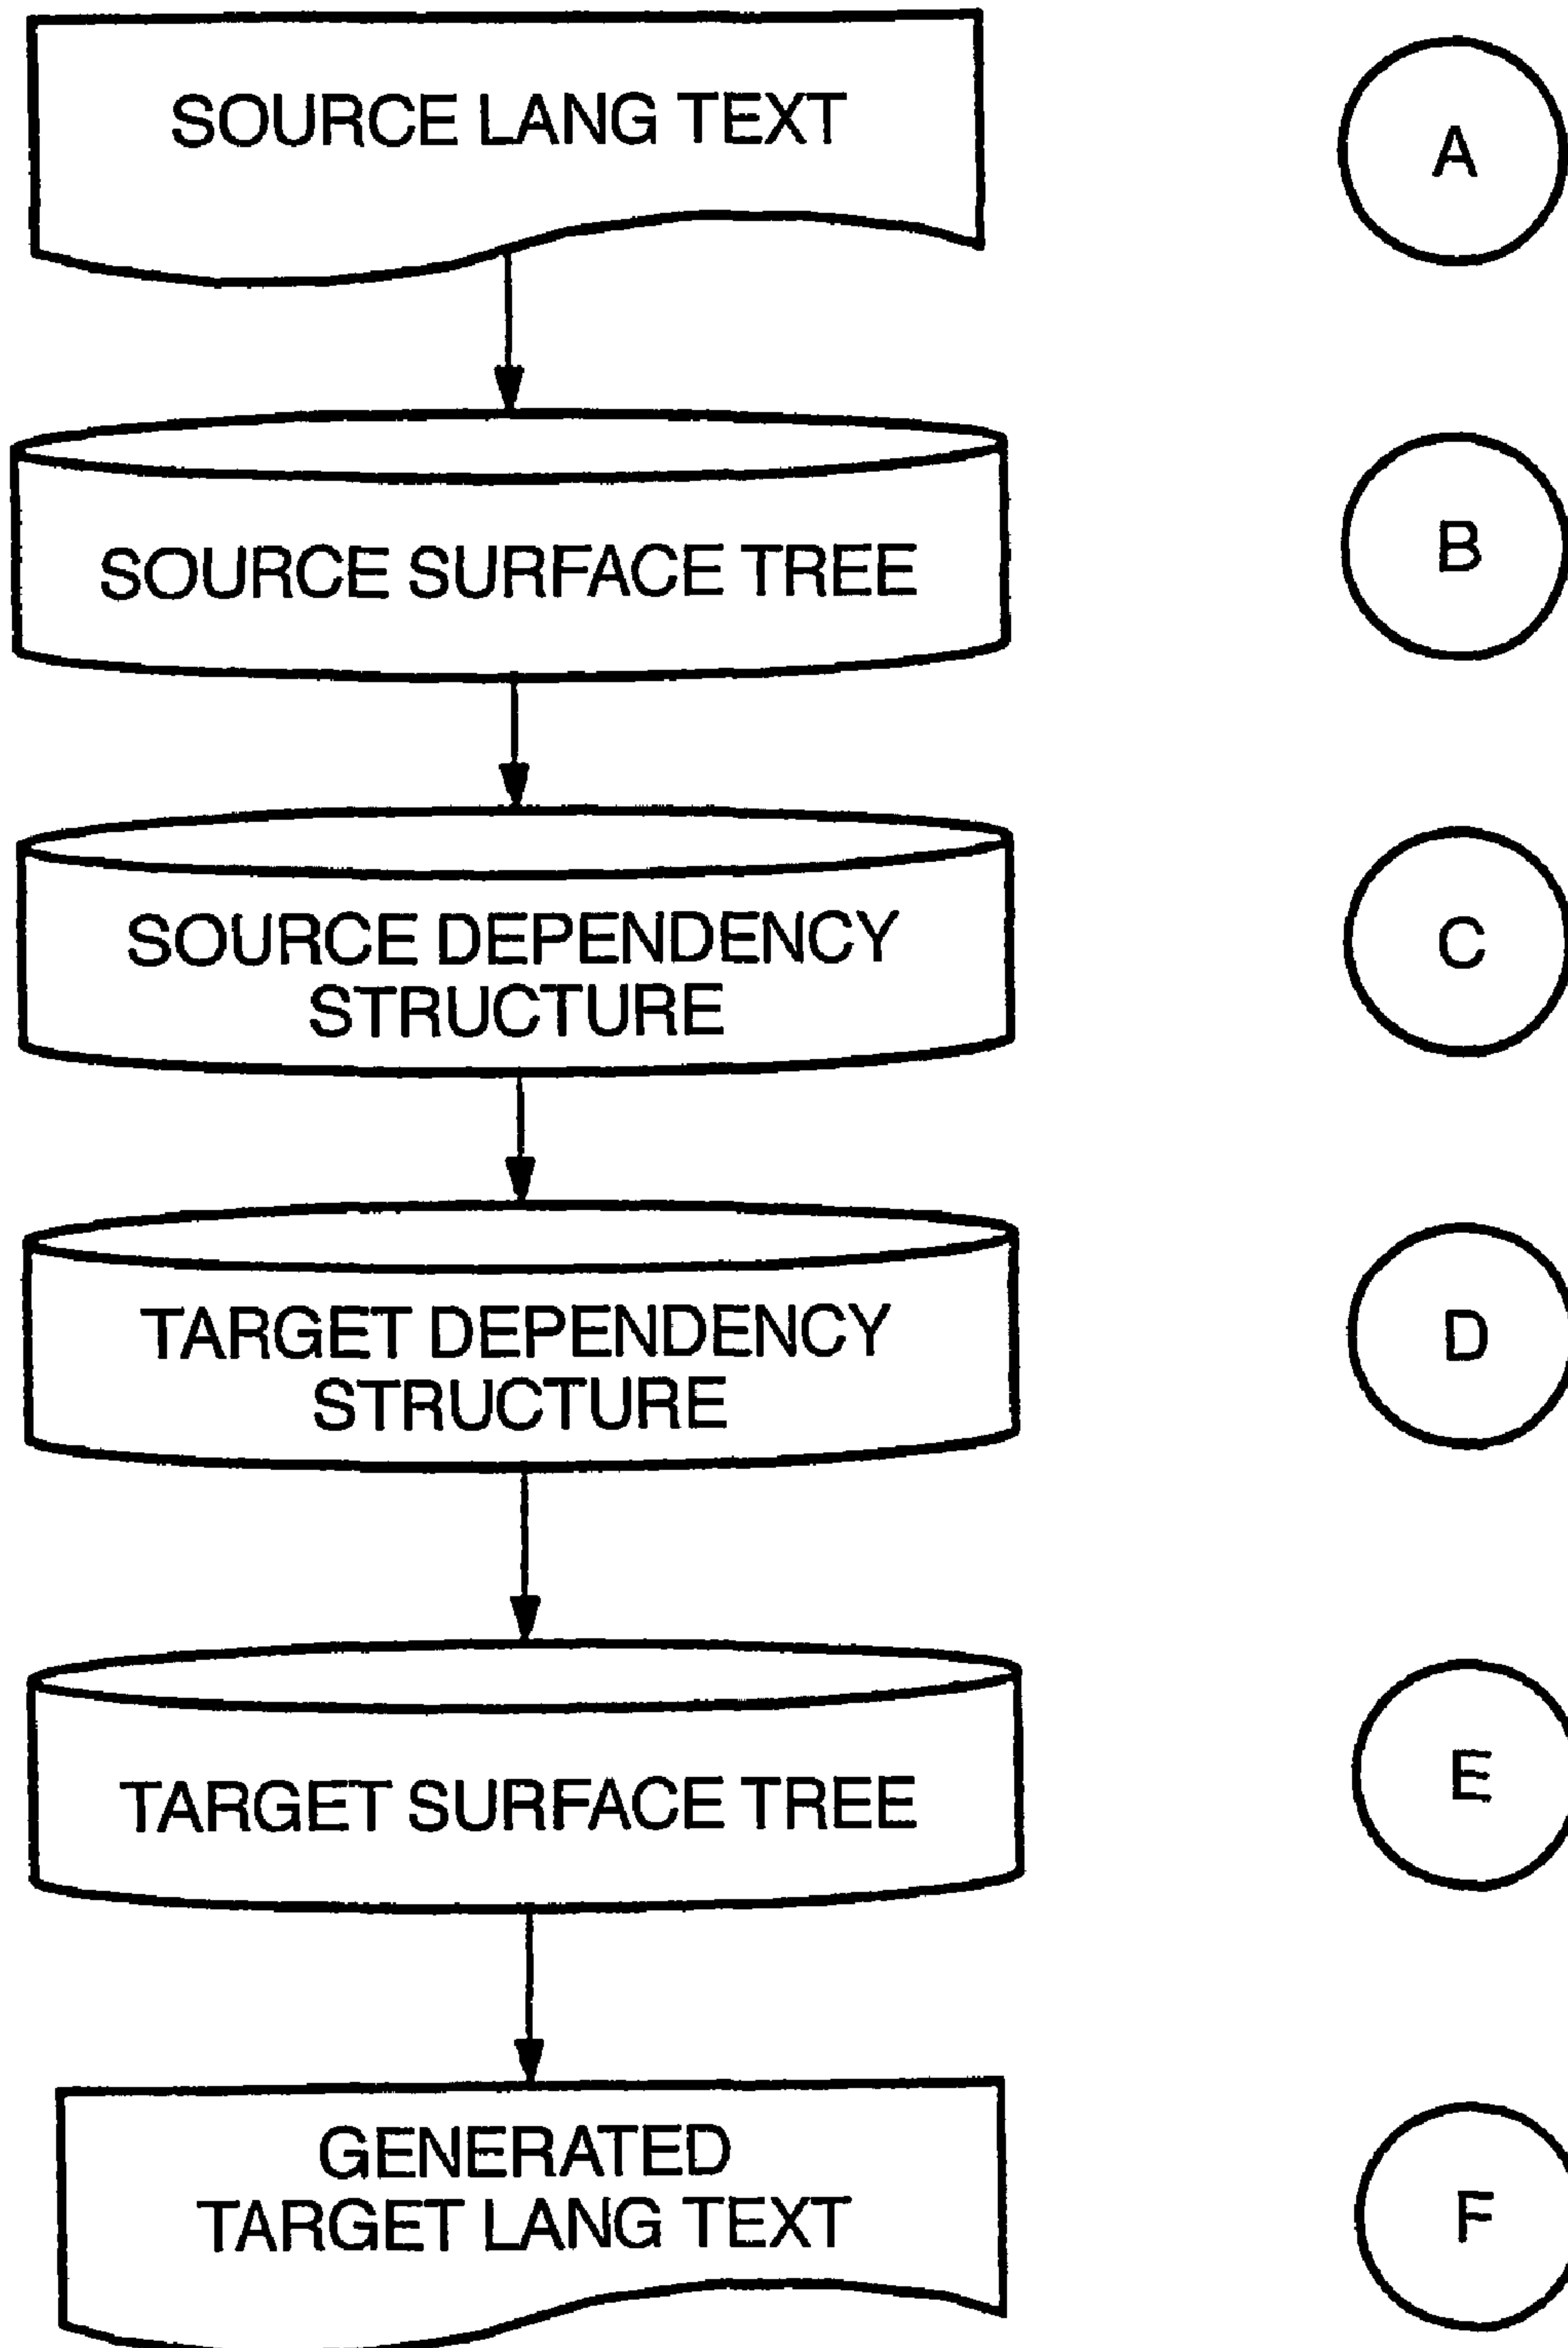 SOURCE LANG TEXT
A
SOURCE SURFACE TREE
B
SOURCE DEPENDENCY
STRUCTURE
C
TARGET DEPENDENCY
STRUCTURE
D
TARGET SURFACE TREE
E
GENERATED
TARGET LANG TEXT
F